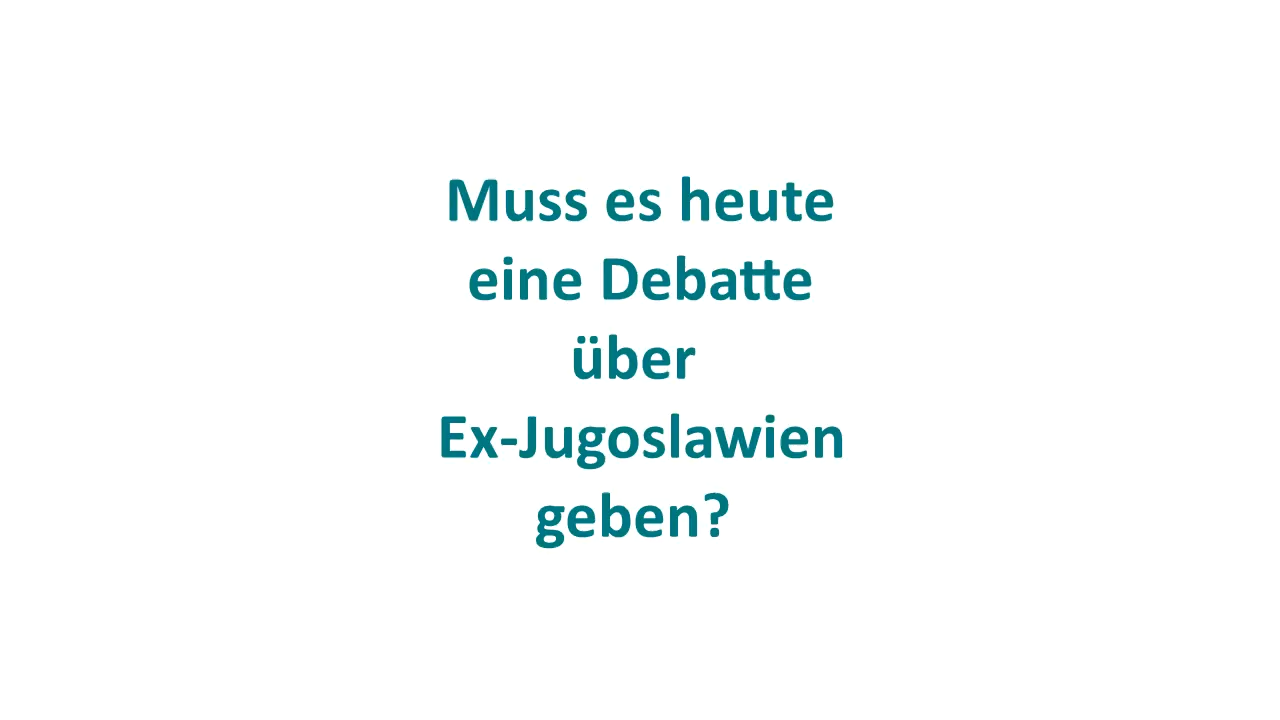 Muss es heute
eine Debatte
über
Ex-Jugoslawien
geben?